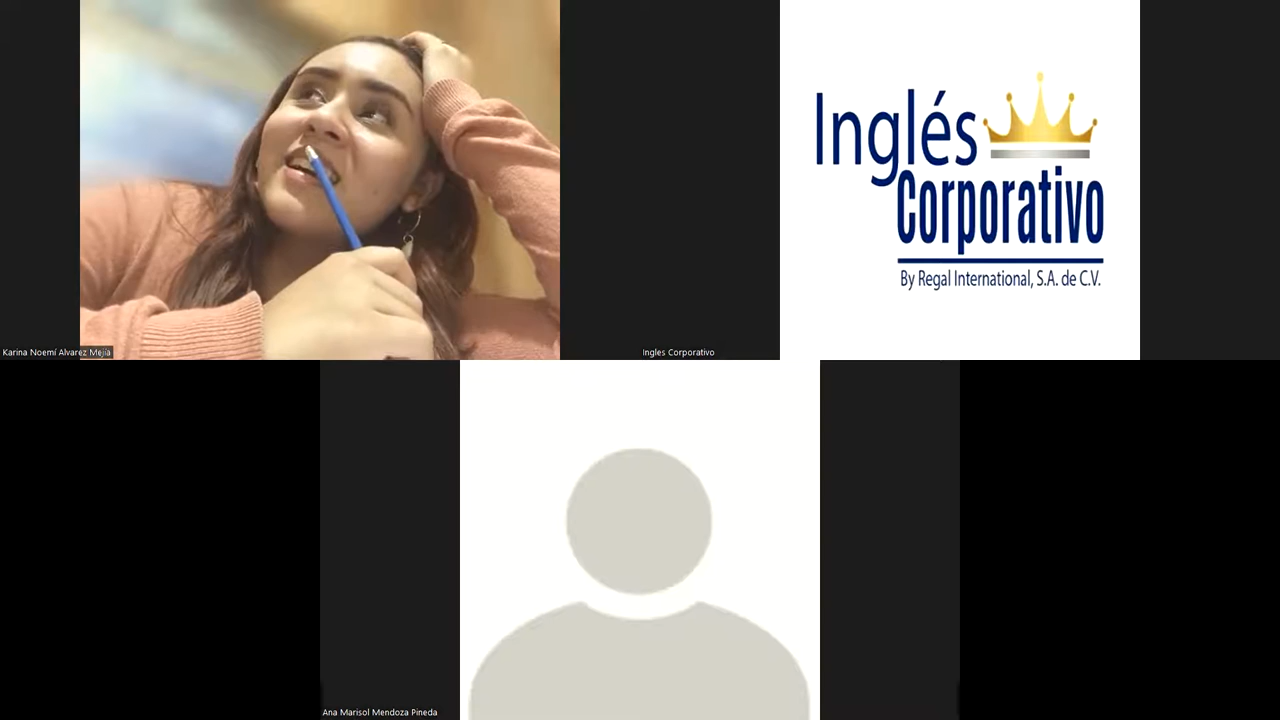 Inglés
Corporativo
By Regal International, S.A. de C.V.
Karina Noemí Alvarez Mejía
Ingles Corporativo
Ana Marisol Mendoza Pineda